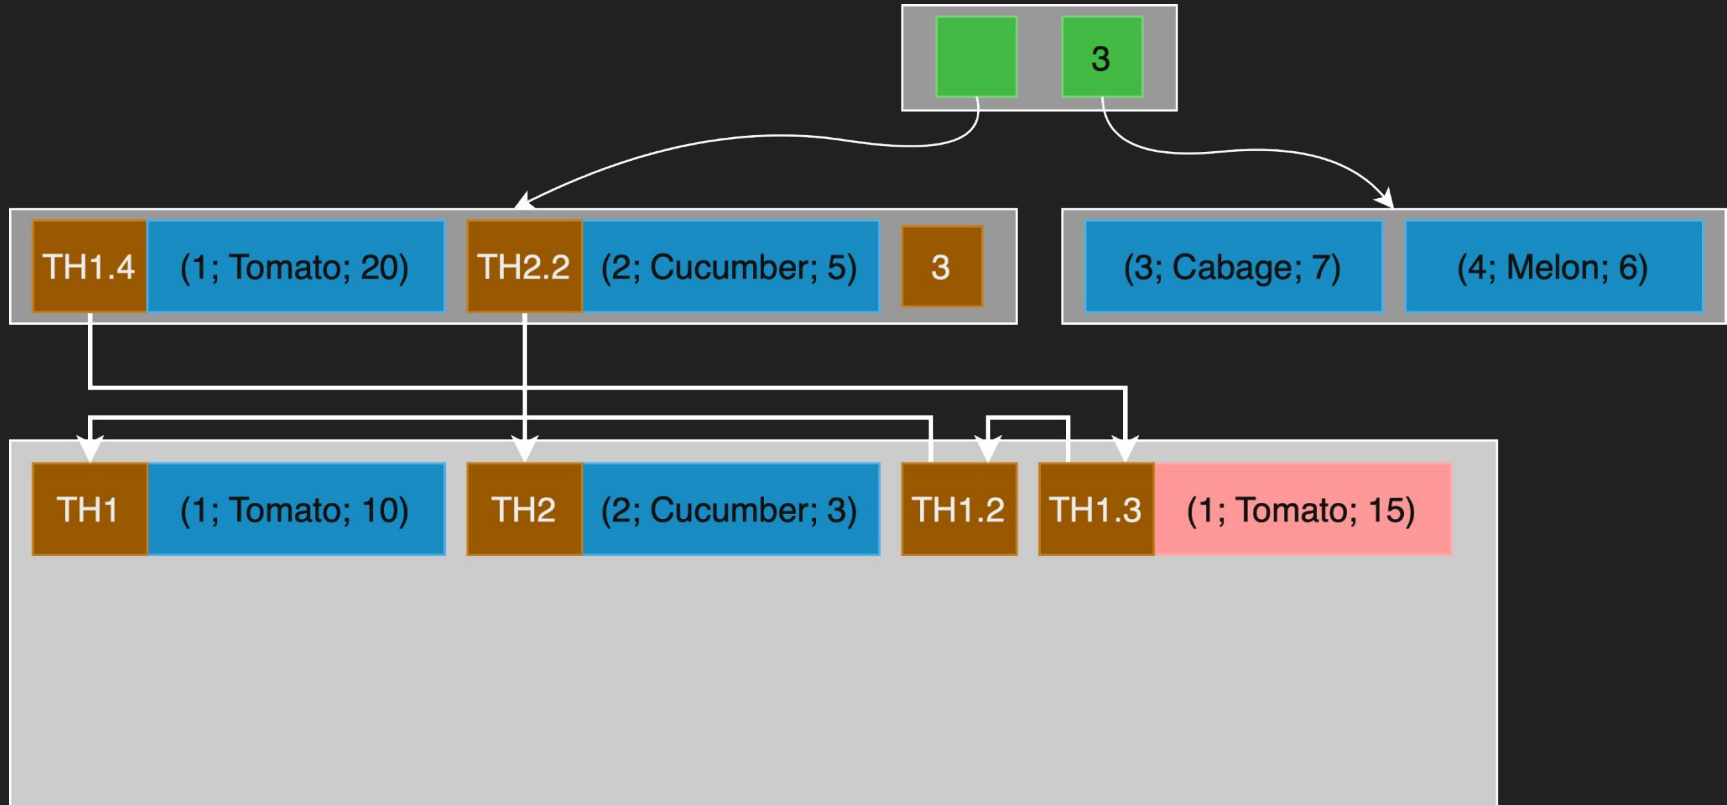 3
TH1.4 (1; Tomato; 20) TH2.2 (2; Cucumber; 5) 3 (3; Cabage; 7) (4; Melon; 6)
TH1 (1; Tomato; 10) TH2 (2; Cucumber; 3) TH1.2 TH1.3 (1; Tomato; 15)